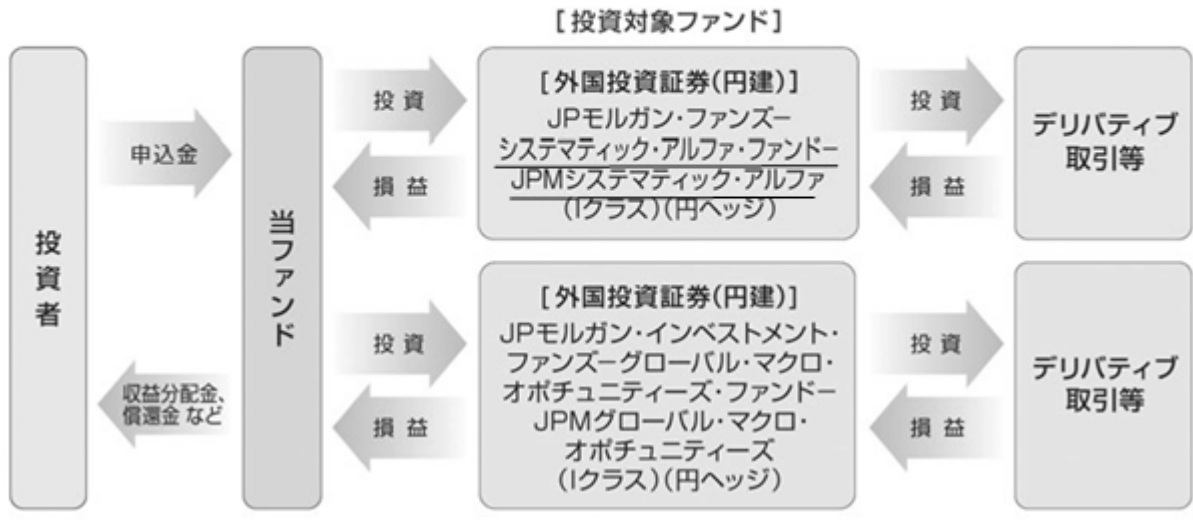 [投資対象ファンド]
投資者
申込金
収益分配金、
償還金 など
当ファンド
投 資
損 益
[外国投資証券(円建)]
JPモルガン・ファンズー
システマティック・アルファ・ファンドー
JPMシステマティック・アルファ
(Iクラス)(円ヘッジ)
投 資
損 益
デリバティブ
取引等
投 資
損 益
[外国投資証券(円建)]
JPモルガン・インベストメント・
ファンズーグローバル・マクロ・
オポチュニティーズ・ファンドー
JPMグローバル・マクロ・
オポチュニティーズ
(Iクラス)(円ヘッジ)
投 資
損 益
デリバティブ
取引等